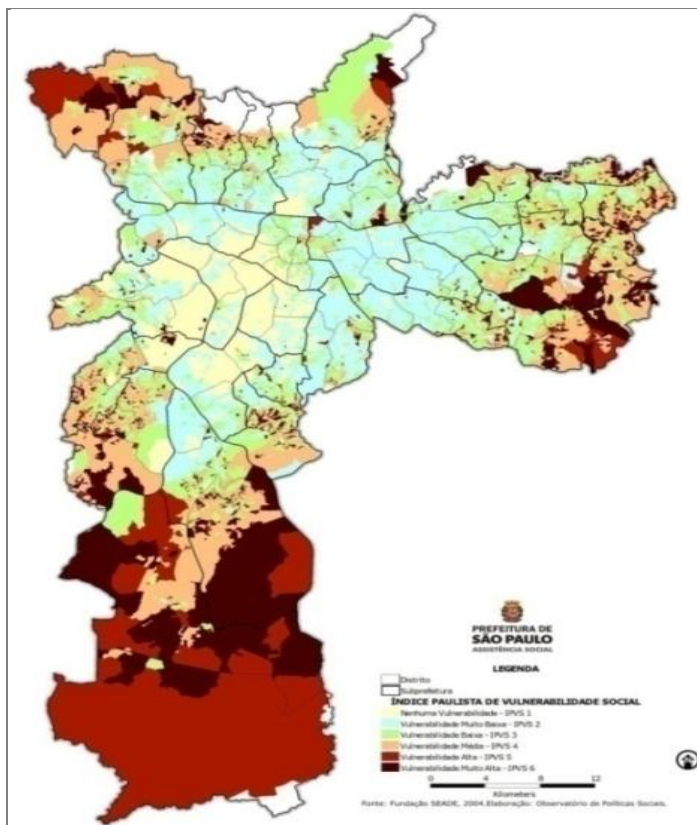 PREFEITURA DE
SÃO PAULO
ASSISTÊNCIA SOCIAL
LEGENDA
Distrito
Subprefeitura
ÍNDICE PAULISTA DE VULNERABILIDADE SOCIAL
Nenhuma Vulnerabilidade - IPVS 1
Vulnerabilidade Muito Baixa - IPVS 2
Vulnerabilidade Baixa - IPVS 3
Vulnerabilidade Média - IPVS 4
Vulnerabilidade Alta - IPVS 5
Vulnerabilidade Muito Alta - IPVS 6
0 4 8 12
Kilometers
Fonte: Fundação SEADE, 2004.Elaboração: Observatório de Políticas Sociais.